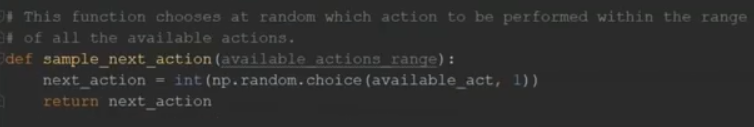 # This function chooses at random which action to be performed within the range
# of all the available actions.
def sample_next_action(available_actions_range):
    next_action = int(np.random.choice(available_act, 1))
    return next_action